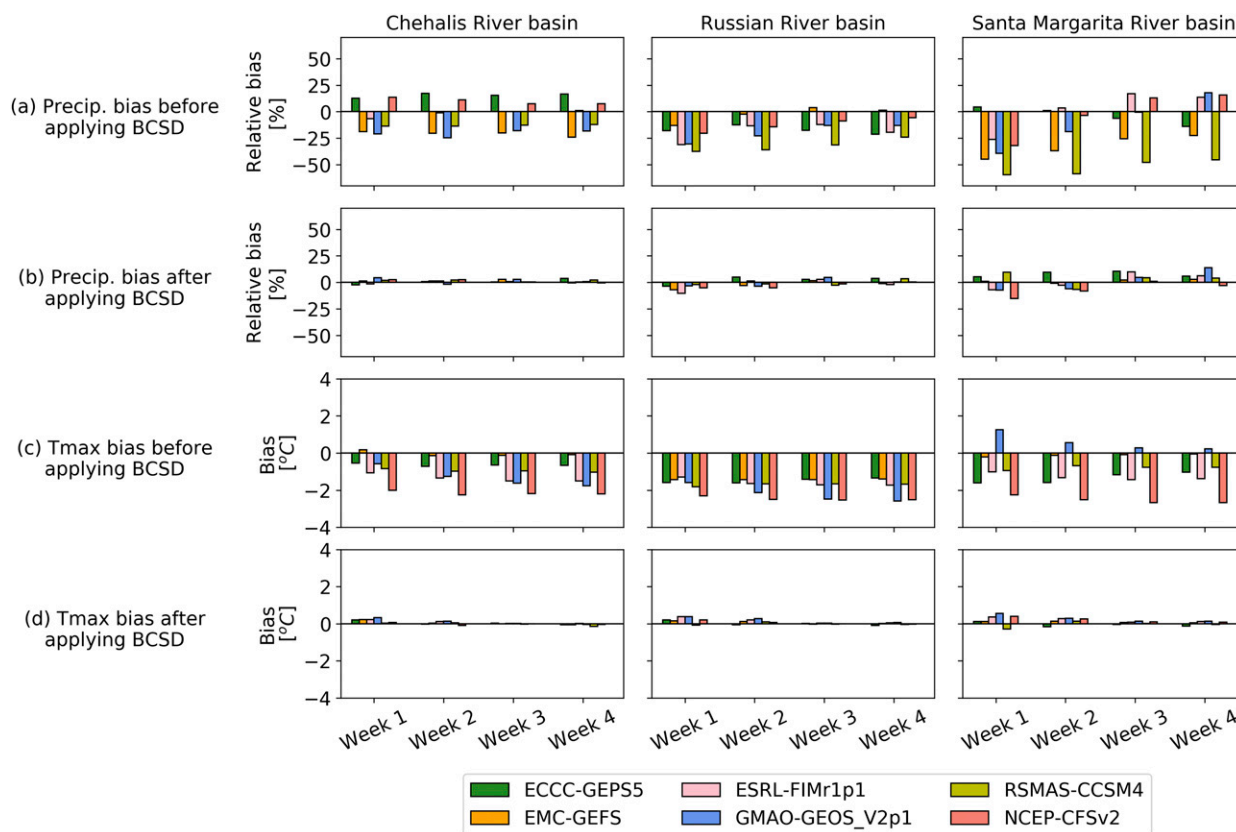 Chehalis River basin Russian River basin Santa Margarita River basin
(a) Precip. bias before
applying BCSD
Relative bias
[%]
50
25
0
−25
−50
(b) Precip. bias after
applying BCSD
Relative bias
[%]
50
25
0
−25
−50
(c) Tmax bias before
applying BCSD
Bias
[°C]
4
2
0
−2
−4
(d) Tmax bias after
applying BCSD
Bias
[°C]
4
2
0
−2
−4
Week 1 Week 2 Week 3 Week 4 Week 1 Week 2 Week 3 Week 4 Week 1 Week 2 Week 3 Week 4
ECCC-GEPS5 ESRL-FIMr1p1 RSMAS-CCSM4
EMC-GEFS GMAO-GEOS_V2p1 NCEP-CFSv2